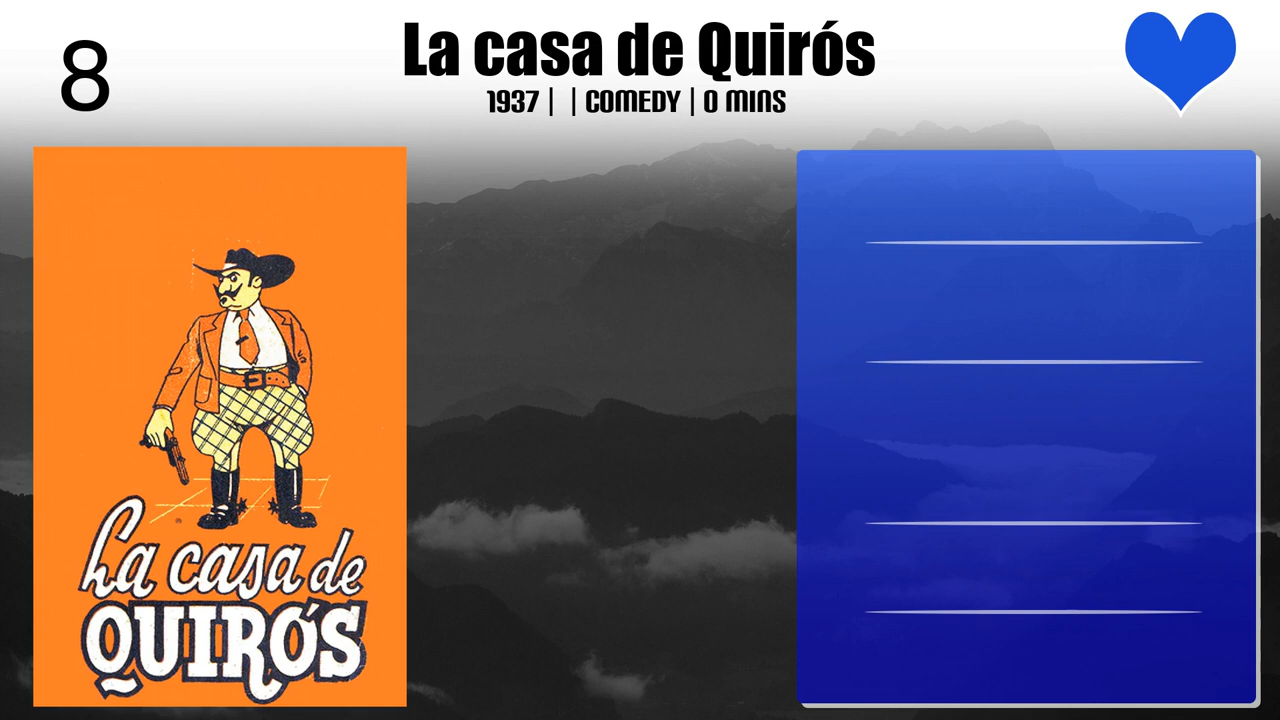 8
La casa de Quirós
1937 | | COMEDY | 0 MINS
La casa de
QUIRÓS